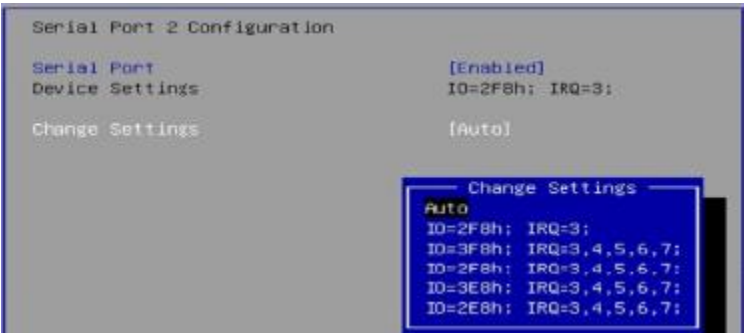 Serial Port 2 Configuration
Serial Port [Enabled]
Device Settings IO=2F8h; IRQ=3;
Change Settings [Auto]
Change Settings
Auto
IO=2F8h; IRQ=3;
IO=3F8h; IRQ=3,4,5,6,7;
IO=2F8h; IRQ=3,4,5,6,7;
IO=3E8h; IRQ=3,4,5,6,7;
IO=2E8h; IRQ=3,4,5,6,7;